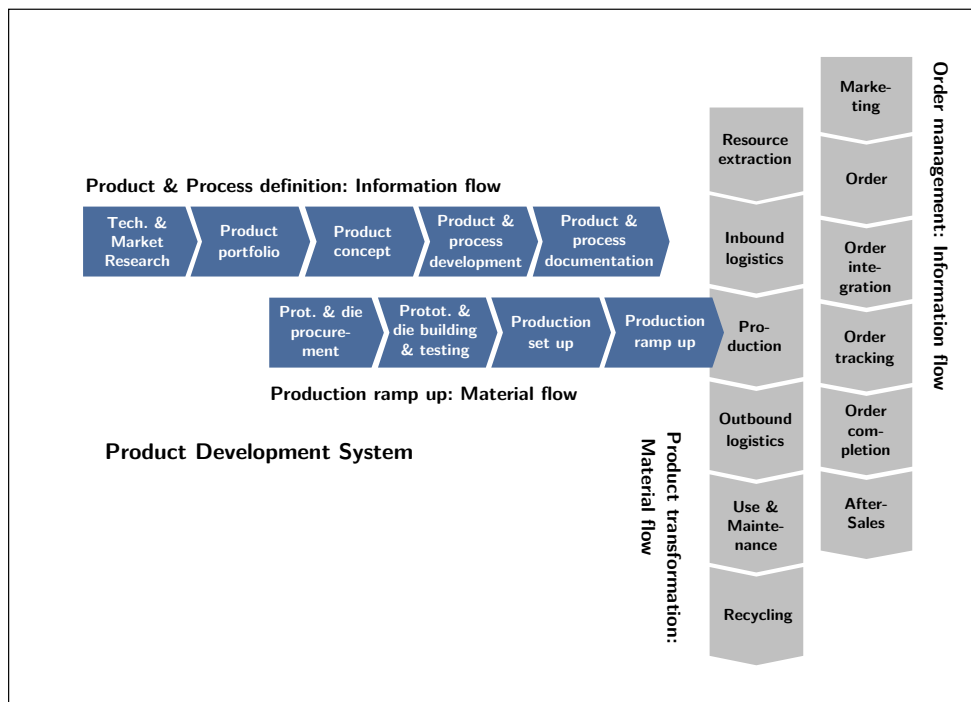 Product & Process definition: Information flow
Tech. &
Market
Research
Product
portfolio
Product
concept
Product &
process
development
Product &
process
documentation
Prot. & die
procure-
ment
Protot. &
die building
& testing
Production
set up
Production
ramp up
Production ramp up: Material flow
Product Development System
Product transformation:
Material flow
Resource
extraction
Inbound
logistics
Pro-
duction
Outbound
logistics
Use &
Mainte-
nance
Recycling
Marke-
ting
Order
Order
inte-
gration
Order
tracking
Order
com-
pletion
After-
Sales
Order management: Information flow